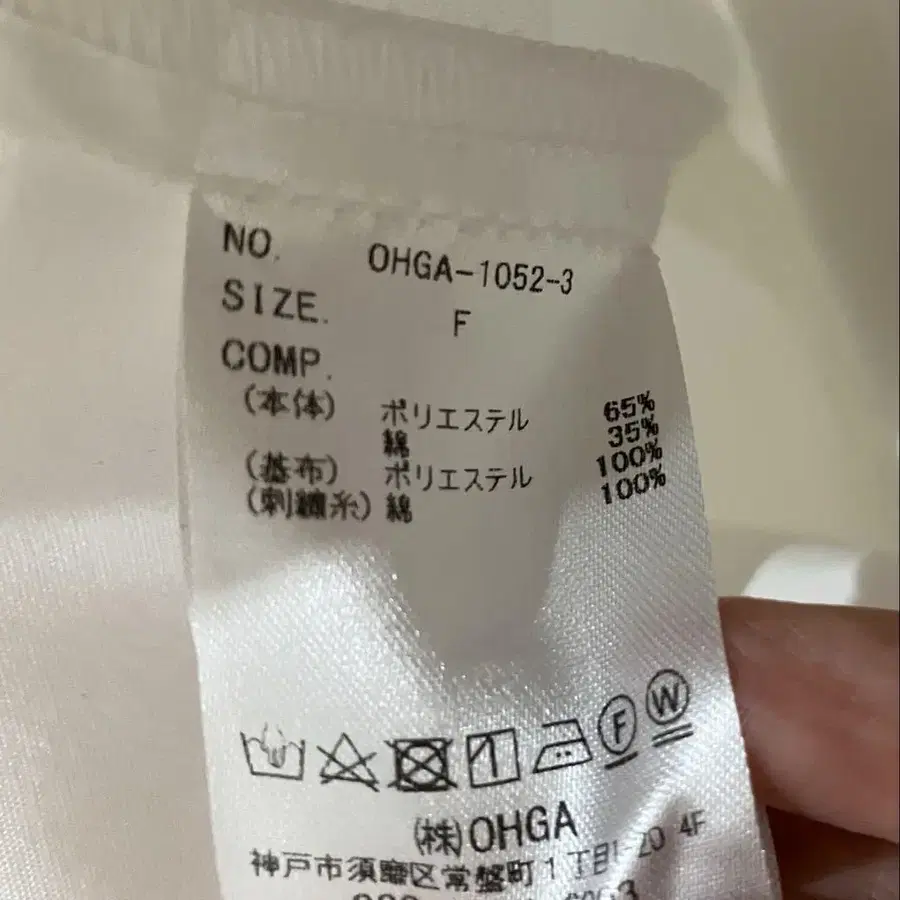 NO. OHGA-1052-3
SIZE. F
COMP.
(本体) ポリエステル 65%
綿 35%
(基布) ポリエステル 100%
(刺繍糸) 綿 100%
F W
(株)OHGA
神戸市須磨区常盤町1丁目1-20 4F